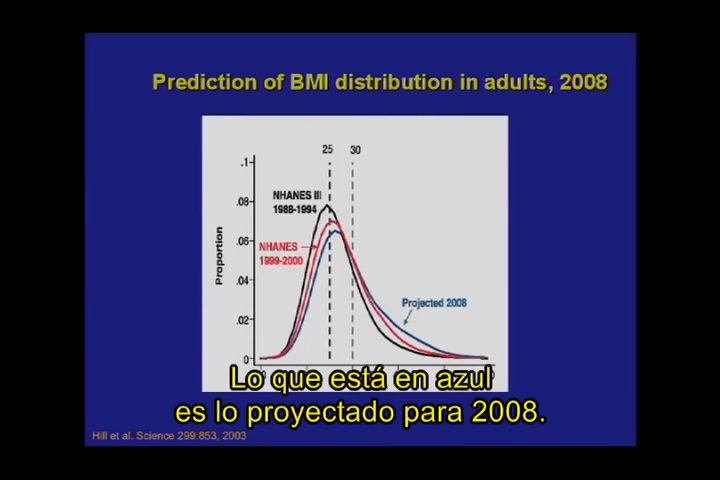 Prediction of BMI distribution in adults, 2008
25 30
.1
NHANES III
1988-1994
.08
.06
NHANES
1999-2000
.04
Proportion
Projected 2008
.02
0
Lo que está en azul
es lo proyectado para 2008.
Hill et al. Science 299:853, 2003